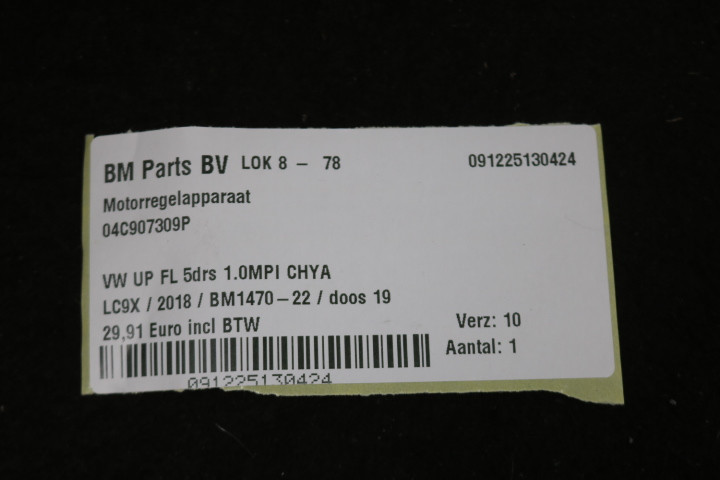 BM Parts BV LOK 8 - 78 091225130424
Motorregelapparaat
04C907309P
VW UP FL 5drs 1.0MPI CHYA
LC9X / 2018 / BM1470-22 / doos 19
29,91 Euro incl BTW Verz: 10
Aantal: 1
091225130424